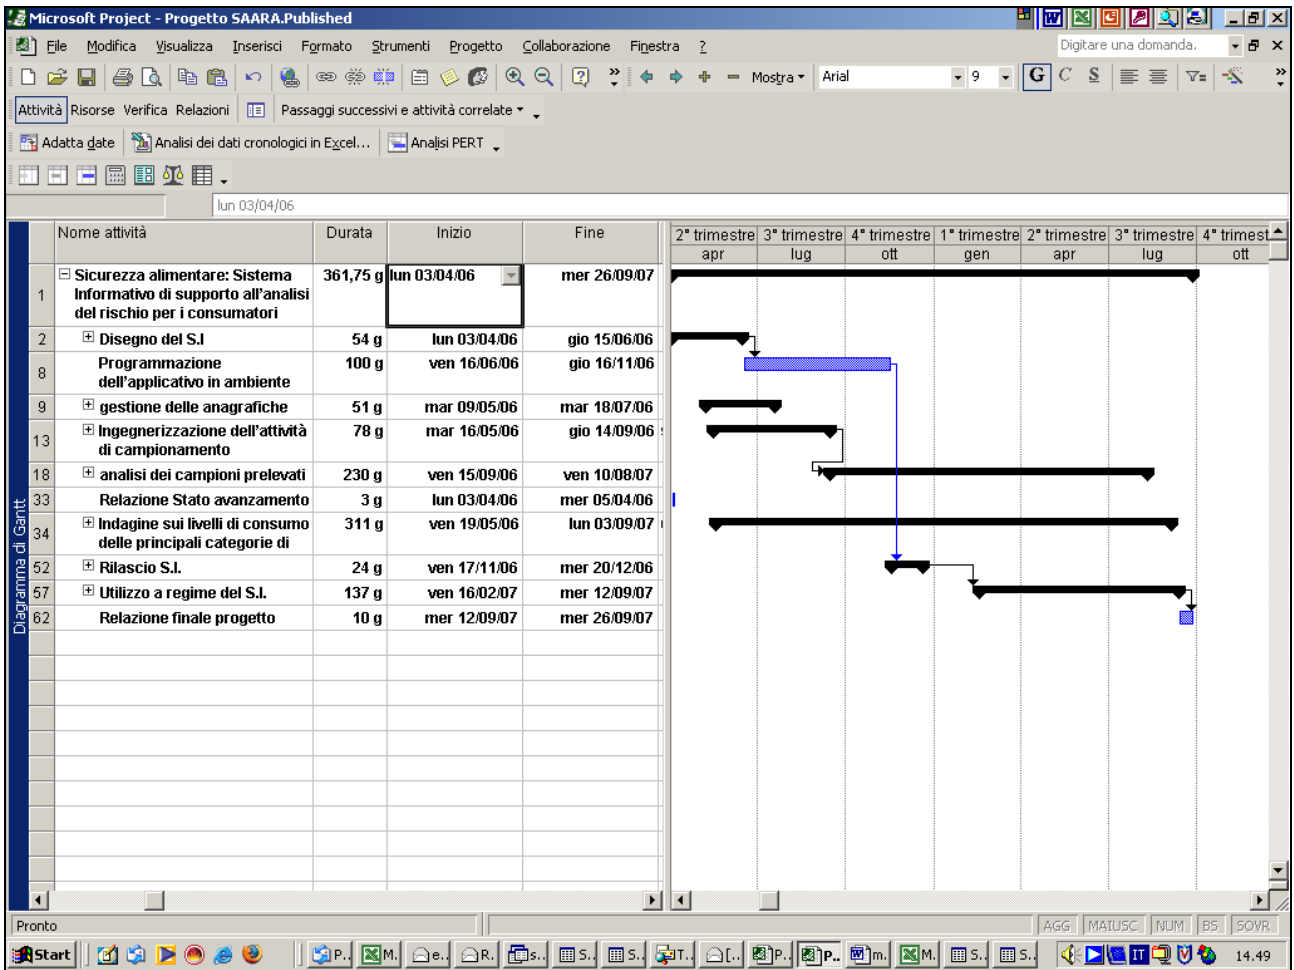 Microsoft Project - Progetto SAARA.Published
File Modifica Visualizza Inserisci Formato Strumenti Progetto Collaborazione Finestra ? Digitare una domanda.
Mostra Arial 9 G C S
Attività Risorse Verifica Relazioni Passaggi successivi e attività correlate
Adatta date Analisi dei dati cronologici in Excel... Analisi PERT
lun 03/04/06
Nome attività Durata Inizio Fine 2° trimestre 3° trimestre 4° trimestre 1° trimestre 2° trimestre 3° trimestre 4° trimest
apr lug ott gen apr lug ott
1 Sicurezza alimentare: Sistema 361,75 g lun 03/04/06 mer 26/09/07
Informativo di supporto all'analisi
del rischio per i consumatori
2 Disegno del S.I 54 g lun 03/04/06 gio 15/06/06
8 Programmazione 100 g ven 16/06/06 gio 16/11/06
dell'applicativo in ambiente
9 gestione delle anagrafiche 51 g mar 09/05/06 mar 18/07/06
13 Ingegnerizzazione dell'attività 78 g mar 16/05/06 gio 14/09/06
di campionamento
18 analisi dei campioni prelevati 230 g ven 15/09/06 ven 10/08/07
33 Relazione Stato avanzamento 3 g lun 03/04/06 mer 05/04/06
34 Indagine sui livelli di consumo 311 g ven 19/05/06 lun 03/09/07
delle principali categorie di
52 Rilascio S.I. 24 g ven 17/11/06 mer 20/12/06
57 Utilizzo a regime del S.I. 137 g ven 16/02/07 mer 12/09/07
62 Relazione finale progetto 10 g mer 12/09/07 mer 26/09/07
Diagramma di Gantt
Pronto AGG MAIUSC NUM BS SOVR
Start P.. M. e.. R. s.. S.. S.. T.. [.. P.. P.. m. M. S.. S.. IT 14.49